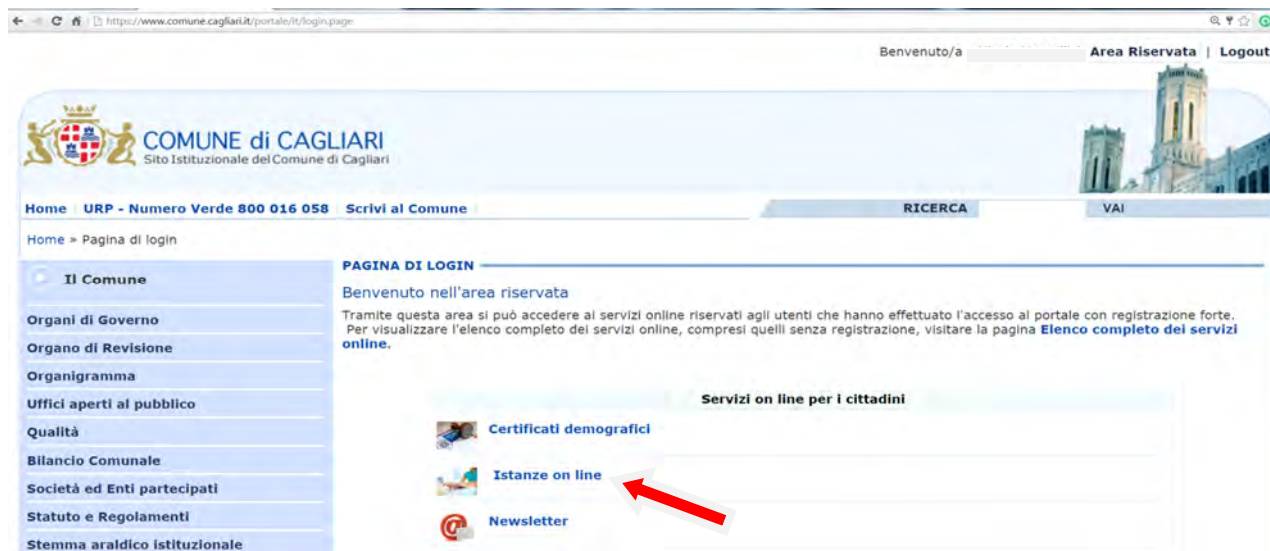 https://www.comune.cagliari.it/portale/it/login.page
Benvenuto/a Area Riservata | Logout
COMUNE di CAGLIARI
Sito Istituzionale del Comune di Cagliari
Home URP - Numero Verde 800 016 058 Scrivi al Comune
RICERCA VAI
Home » Pagina di login
Il Comune
Organi di Governo
Organo di Revisione
Organigramma
Uffici aperti al pubblico
Qualità
Bilancio Comunale
Società ed Enti partecipati
Statuto e Regolamenti
Stemma araldico istituzionale
PAGINA DI LOGIN
Benvenuto nell'area riservata
Tramite questa area si può accedere ai servizi online riservati agli utenti che hanno effettuato l'accesso al portale con registrazione forte.
Per visualizzare l'elenco completo dei servizi online, compresi quelli senza registrazione, visitare la pagina Elenco completo dei servizi
online.
Servizi on line per i cittadini
Certificati demografici
Istanze on line
Newsletter